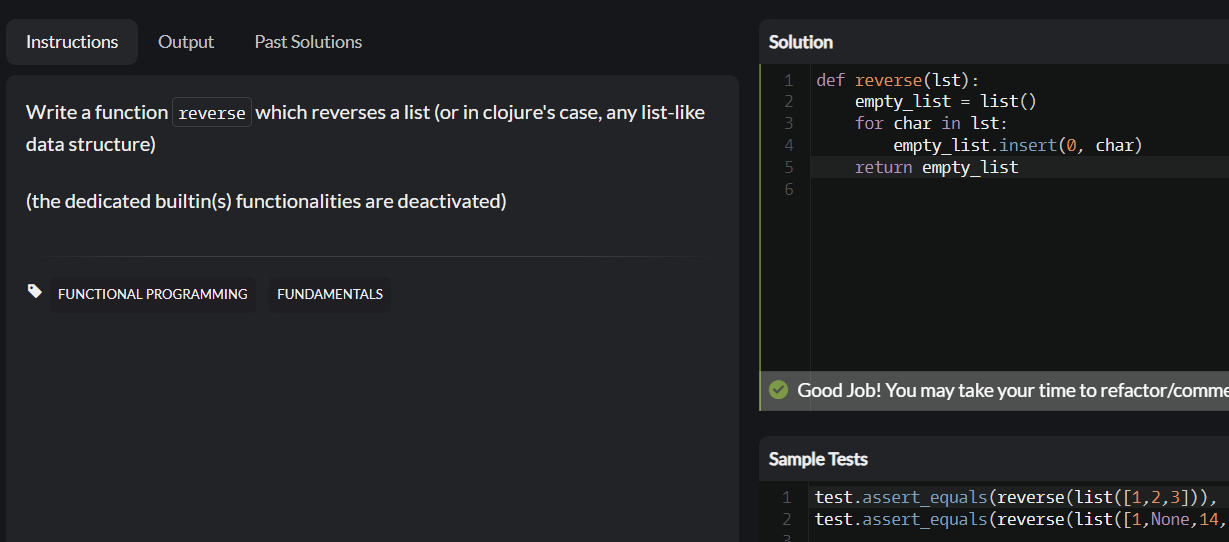 Instructions
Output
Past Solutions
Write a function reverse which reverses a list (or in clojure's case, any list-like
data structure)
(the dedicated builtin(s) functionalities are deactivated)
FUNCTIONAL PROGRAMMING
FUNDAMENTALS
Solution
1 def reverse(lst):
2     empty_list = list()
3     for char in lst:
4         empty_list.insert(0, char)
5     return empty_list
6
Good Job! You may take your time to refactor/comme
Sample Tests
1 test.assert_equals(reverse(list([1,2,3])),
2 test.assert_equals(reverse(list([1,None,14,
3